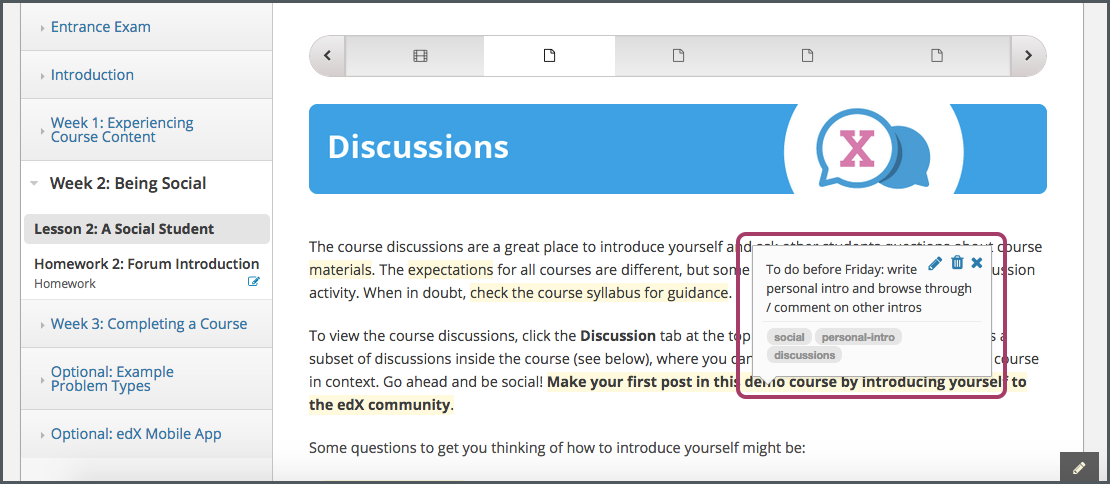 Entrance Exam
Introduction
Week 1: Experiencing
Course Content
Week 2: Being Social
Lesson 2: A Social Student
Homework 2: Forum Introduction
Homework
Week 3: Completing a Course
Optional: Example
Problem Types
Optional: edX Mobile App
Discussions
X
The course discussions are a great place to introduce yourself and ask other students questions about course
materials. The expectations for all courses are different, but some
activity. When in doubt, check the course syllabus for guidance.
To do before Friday: write
personal intro and browse through
/ comment on other intros
social personal-intro
discussions
To view the course discussions, click the Discussion tab at the top
subset of discussions inside the course (see below), where you can course
in context. Go ahead and be social! Make your first post in this demo course by introducing yourself to
the edX community.
Some questions to get you thinking of how to introduce yourself might be: